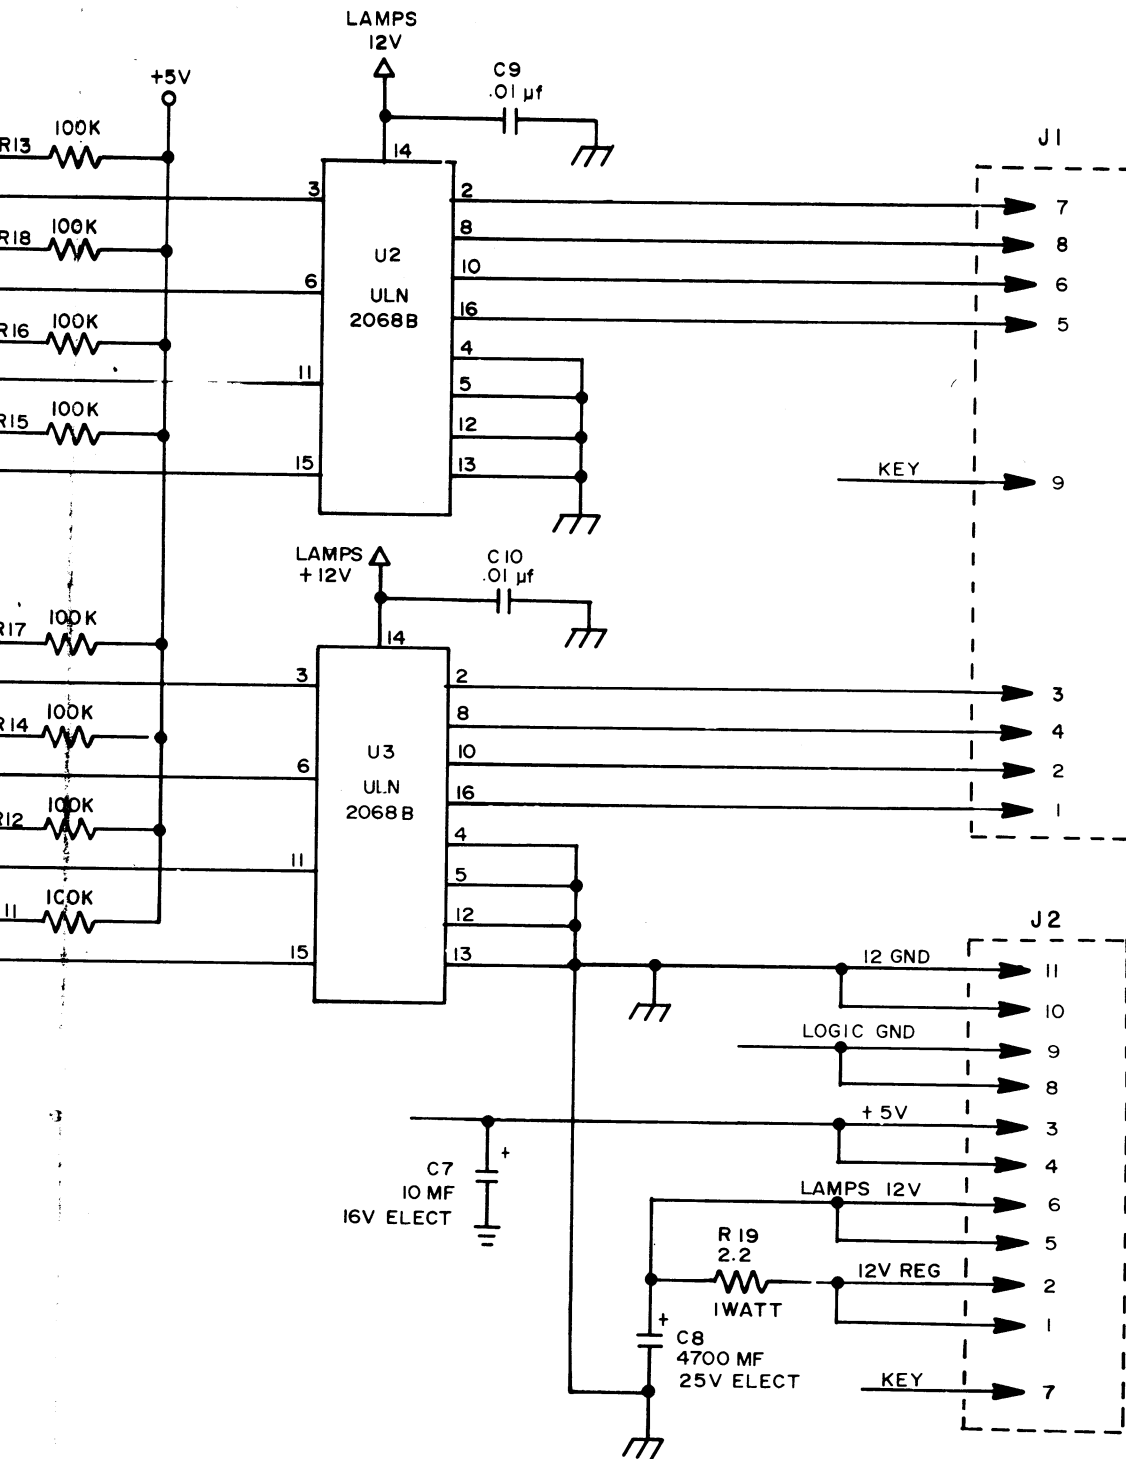 LAMPS
12V
+5V
C9
.01 µf
100K
R13
14
J1
3
2
7
100K
R18
8
8
U2
6
10
6
ULN
2068B
16
5
100K
R16
4
11
5
100K
R15
12
15
13
KEY
9
LAMPS
+12V
C10
.01 µf
100K
R17
14
3
2
3
100K
R14
8
4
U3
6
10
2
ULN
2068B
16
1
100K
R12
4
11
5
100K
11
12
J2
15
13
12 GND
11
10
LOGIC GND
9
8
+5V
3
+
C7
10 MF
16V ELECT
4
LAMPS 12V
6
R19
2.2
5
12V REG
2
1WATT
+
1
C8
4700 MF
25V ELECT
KEY
7